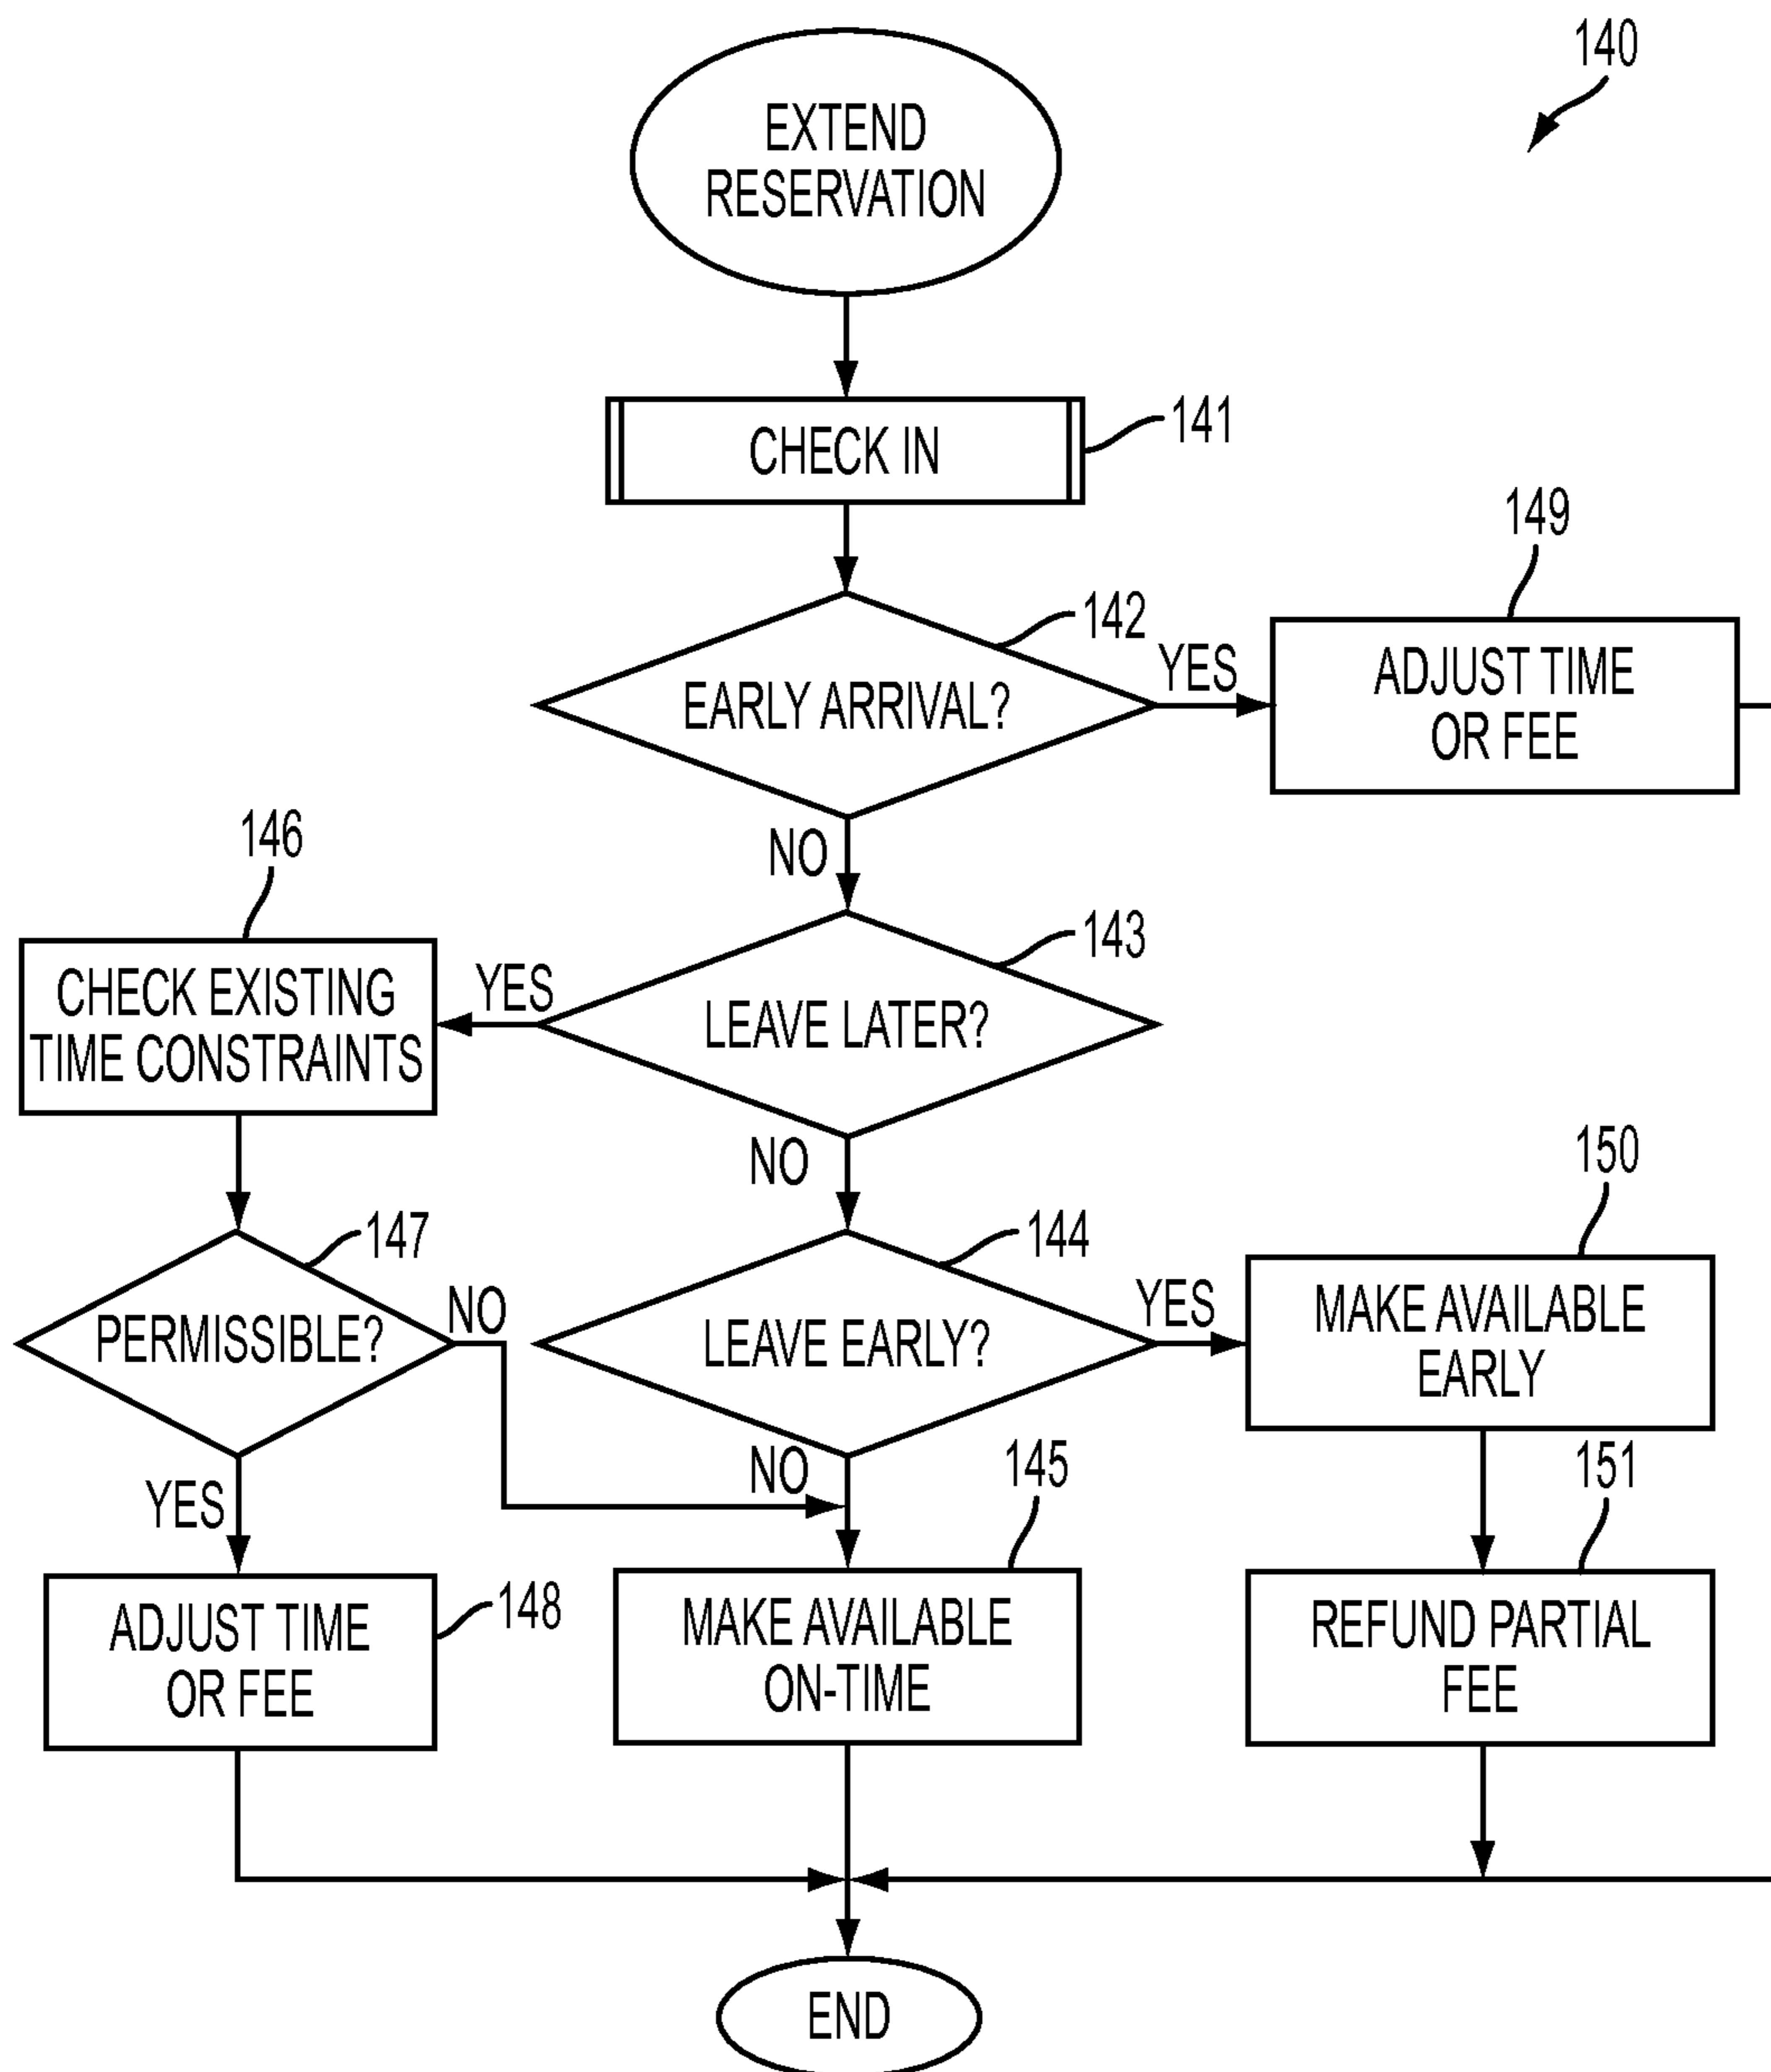 140
EXTEND
RESERVATION
CHECK IN
141
142
EARLY ARRIVAL?
YES
149
ADJUST TIME
OR FEE
NO
146
CHECK EXISTING
TIME CONSTRAINTS
YES
143
LEAVE LATER?
NO
147
PERMISSIBLE?
NO
144
LEAVE EARLY?
YES
150
MAKE AVAILABLE
EARLY
YES
NO
145
151
ADJUST TIME
OR FEE
148
MAKE AVAILABLE
ON-TIME
REFUND PARTIAL
FEE
END